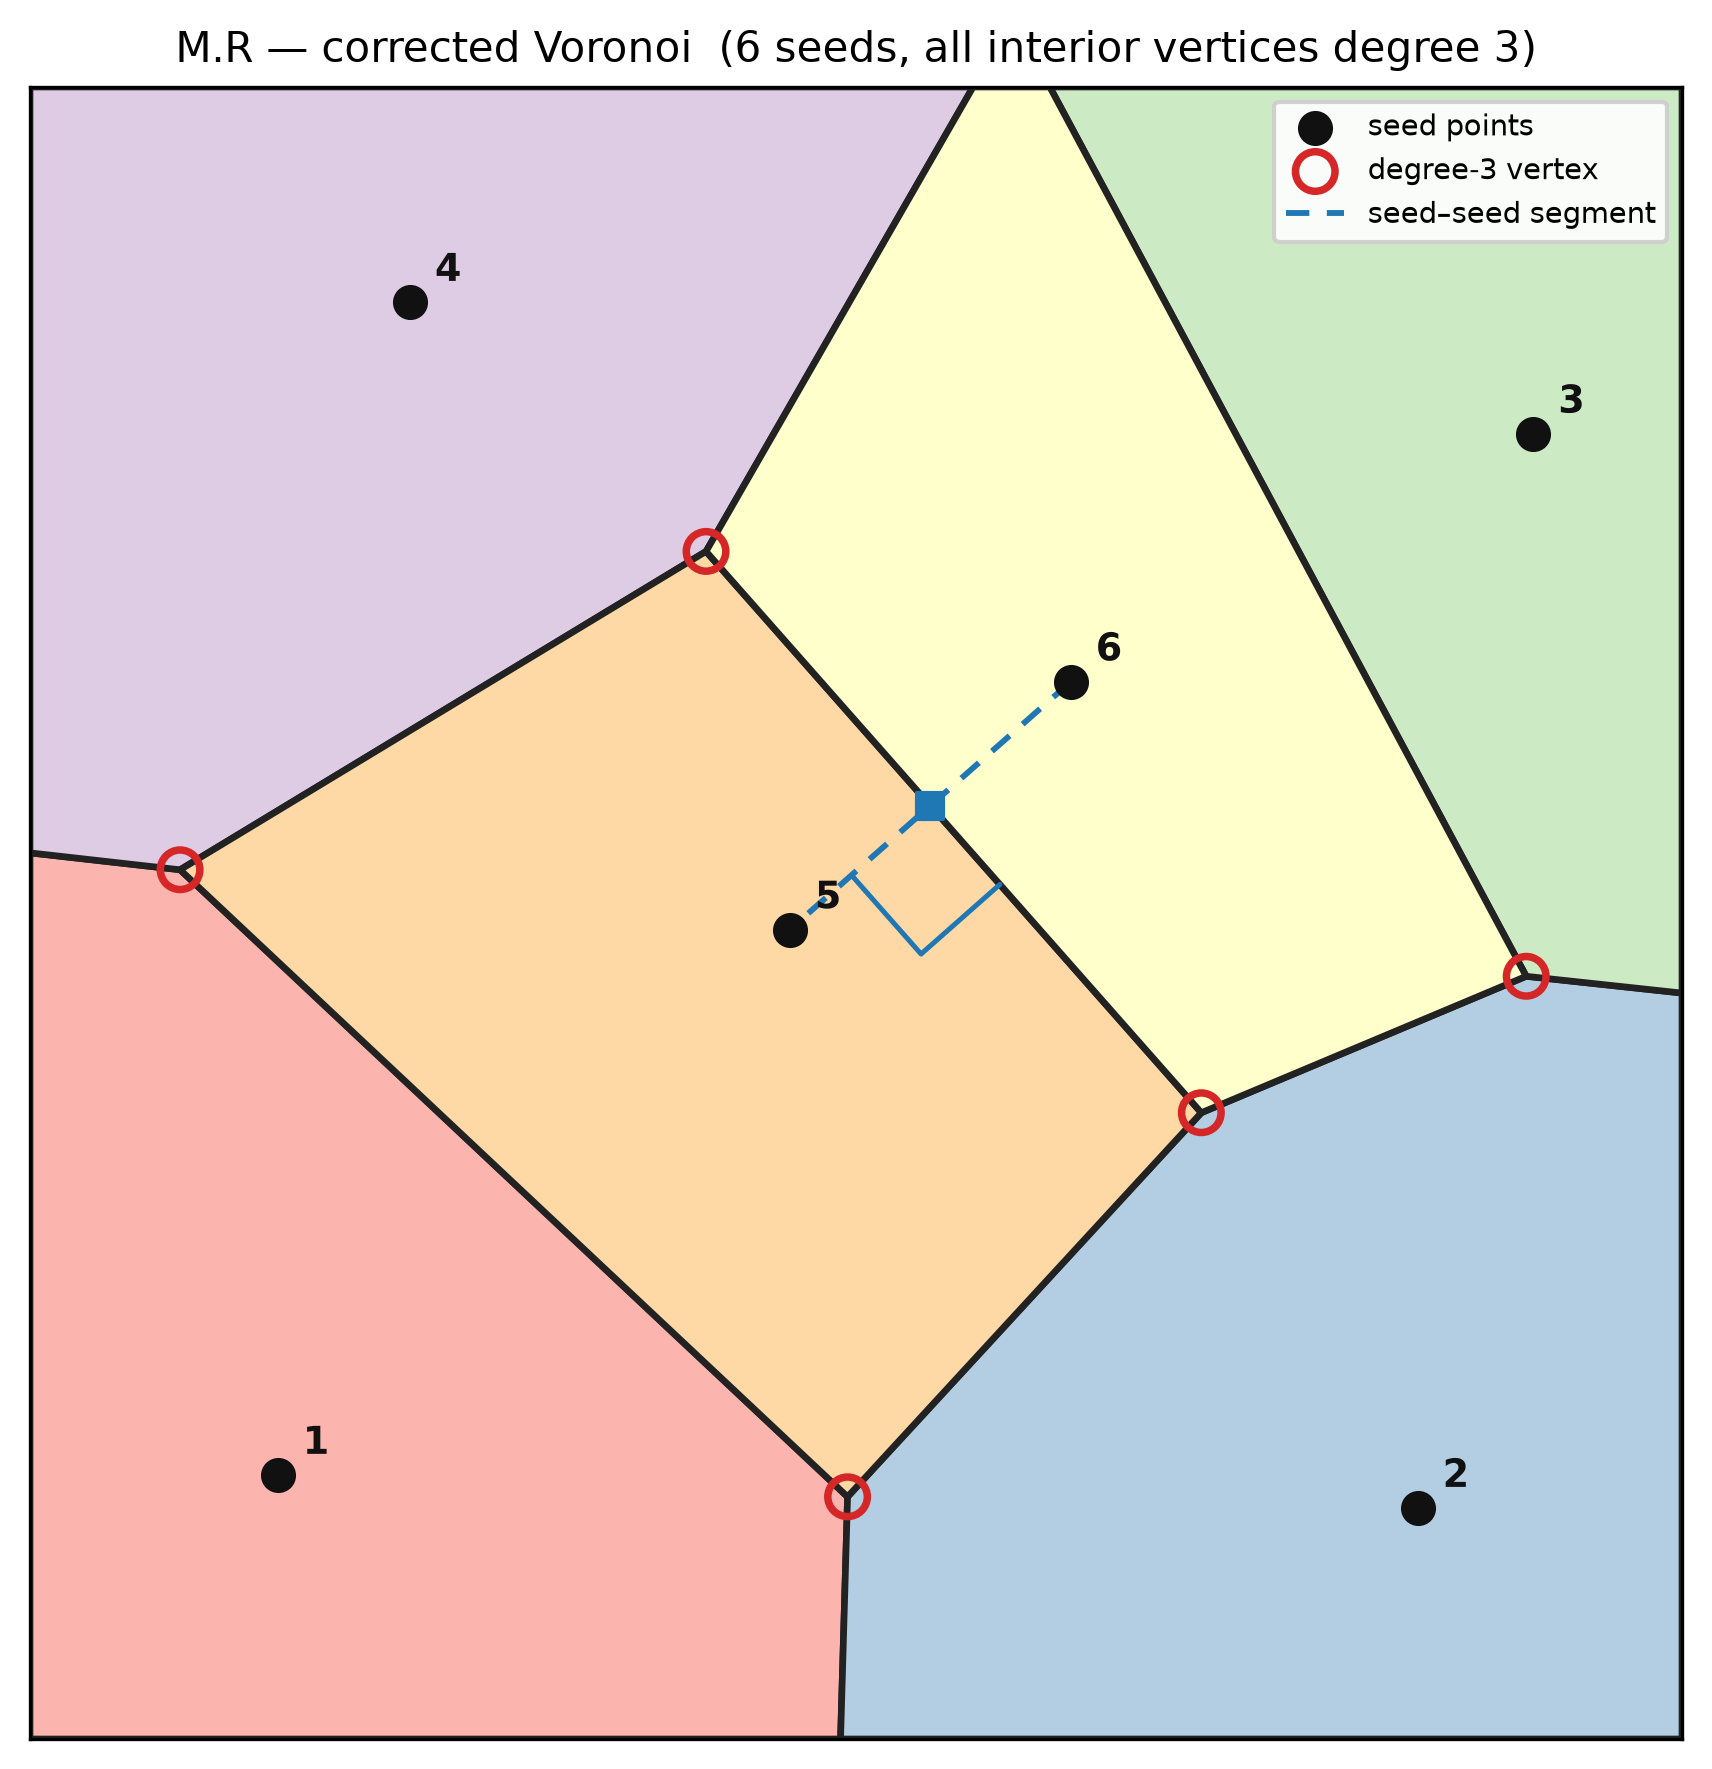 M.R — corrected Voronoi (6 seeds, all interior vertices degree 3)
seed points
degree-3 vertex
seed–seed segment
4
3
6
5
1
2